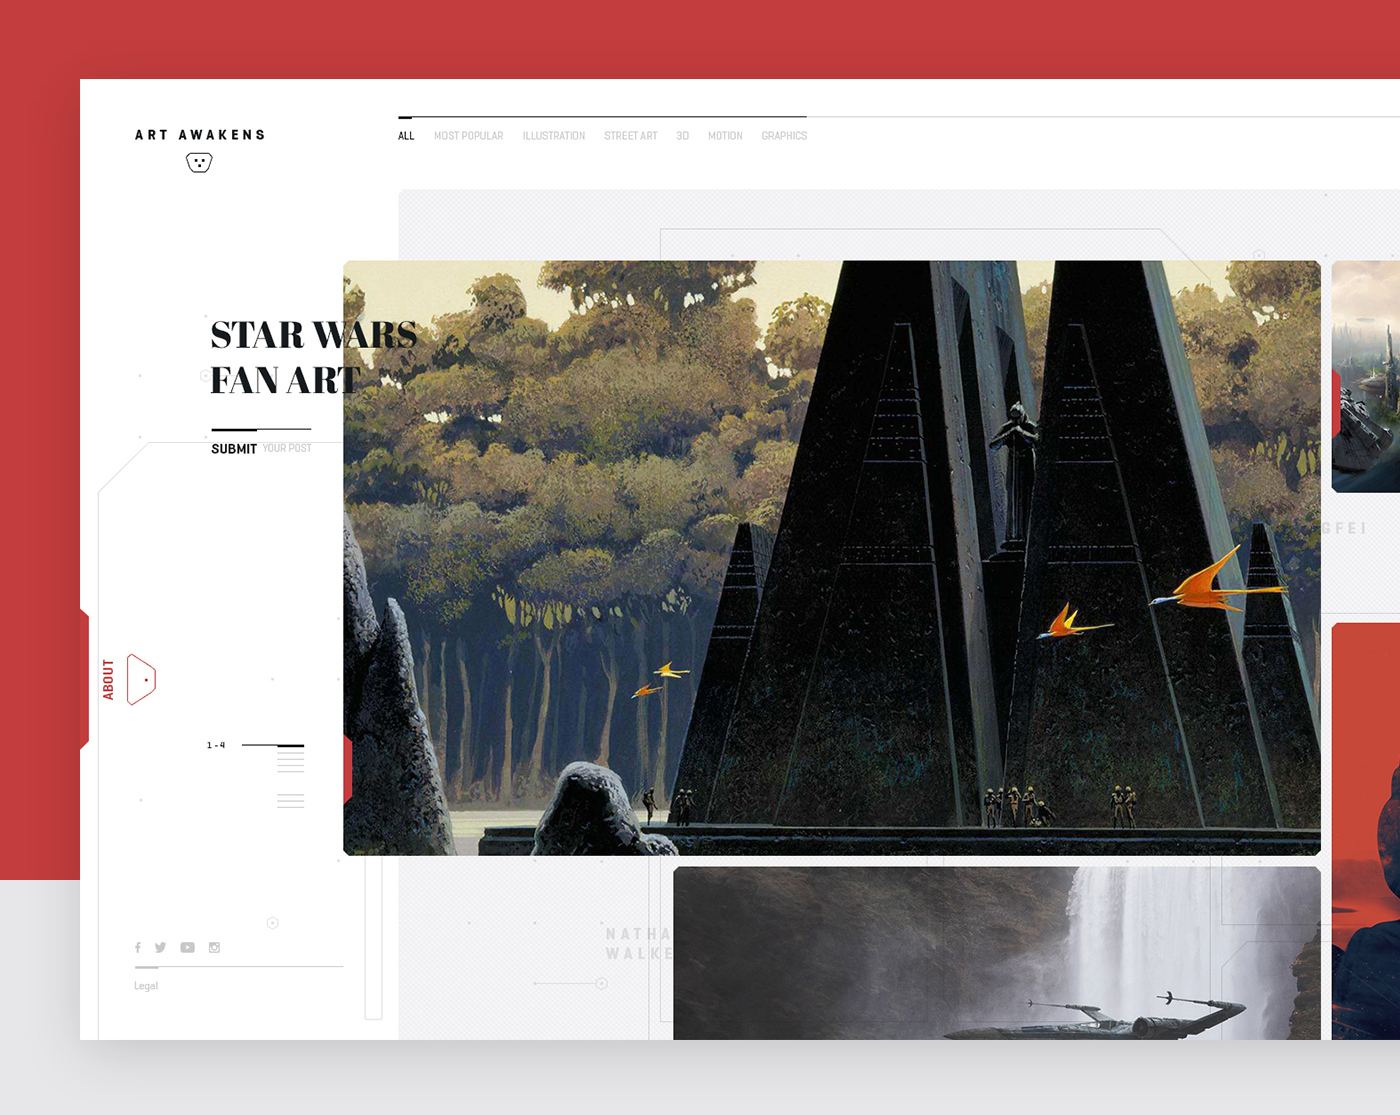 ART AWAKENS
ALL MOST POPULAR ILLUSTRATION STREET ART 3D MOTION GRAPHICS
STAR WARS
FAN ART
SUBMIT YOUR POST
GFEI
ABOUT
1-4
NATHA
WALKE
Legal